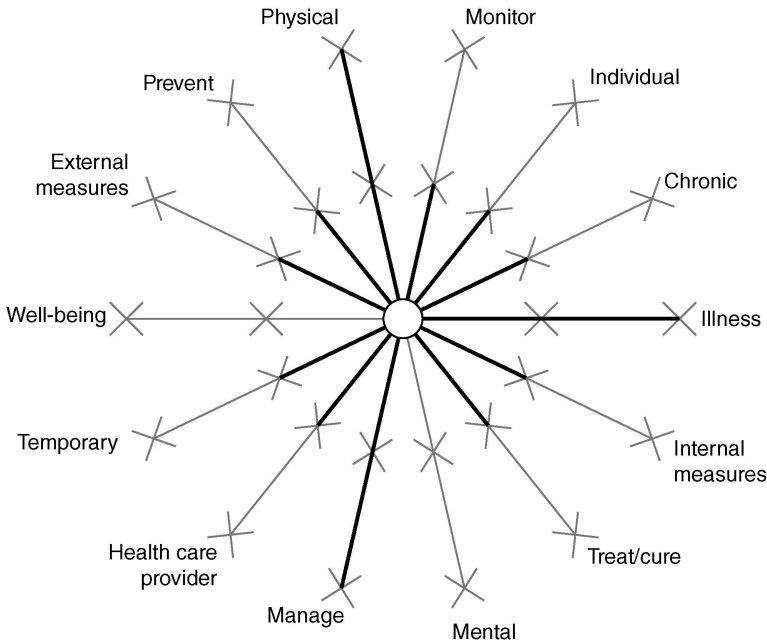 Physical
Monitor
Prevent
Individual
External
measures
Chronic
Well-being
Illness
Temporary
Internal
measures
Health care
provider
Treat/cure
Manage
Mental